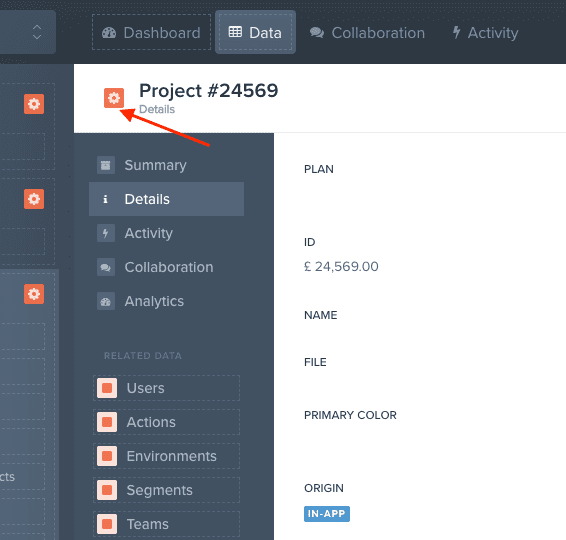 Dashboard
Data
Collaboration
Activity
Project #24569
Details
Summary
Details
Activity
Collaboration
Analytics
RELATED DATA
Users
Actions
Environments
Segments
Teams
cts
PLAN
ID
£ 24,569.00
NAME
FILE
PRIMARY COLOR
ORIGIN
IN-APP